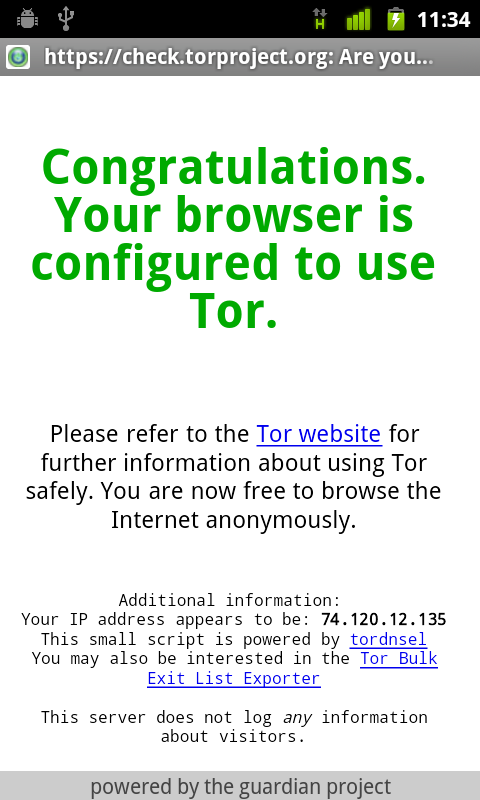 H
11:34
https://check.torproject.org: Are you...
Congratulations.
Your browser is
configured to use
Tor.
Please refer to the Tor website for
further information about using Tor
safely. You are now free to browse the
Internet anonymously.
Additional information:
Your IP address appears to be: 74.120.12.135
This small script is powered by tordnsel
You may also be interested in the Tor Bulk
Exit List Exporter
This server does not log any information
about visitors.
powered by the guardian project